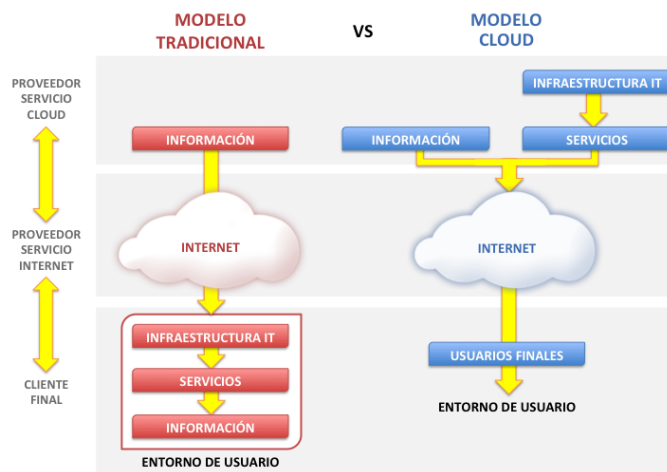 MODELO
TRADICIONAL
VS
MODELO
CLOUD
PROVEEDOR
SERVICIO
CLOUD
INFRAESTRUCTURA IT
INFORMACIÓN
INFORMACIÓN
SERVICIOS
PROVEEDOR
SERVICIO
INTERNET
INTERNET
INTERNET
INFRAESTRUCTURA IT
SERVICIOS
INFORMACIÓN
USUARIOS FINALES
CLIENTE
FINAL
ENTORNO DE USUARIO
ENTORNO DE USUARIO